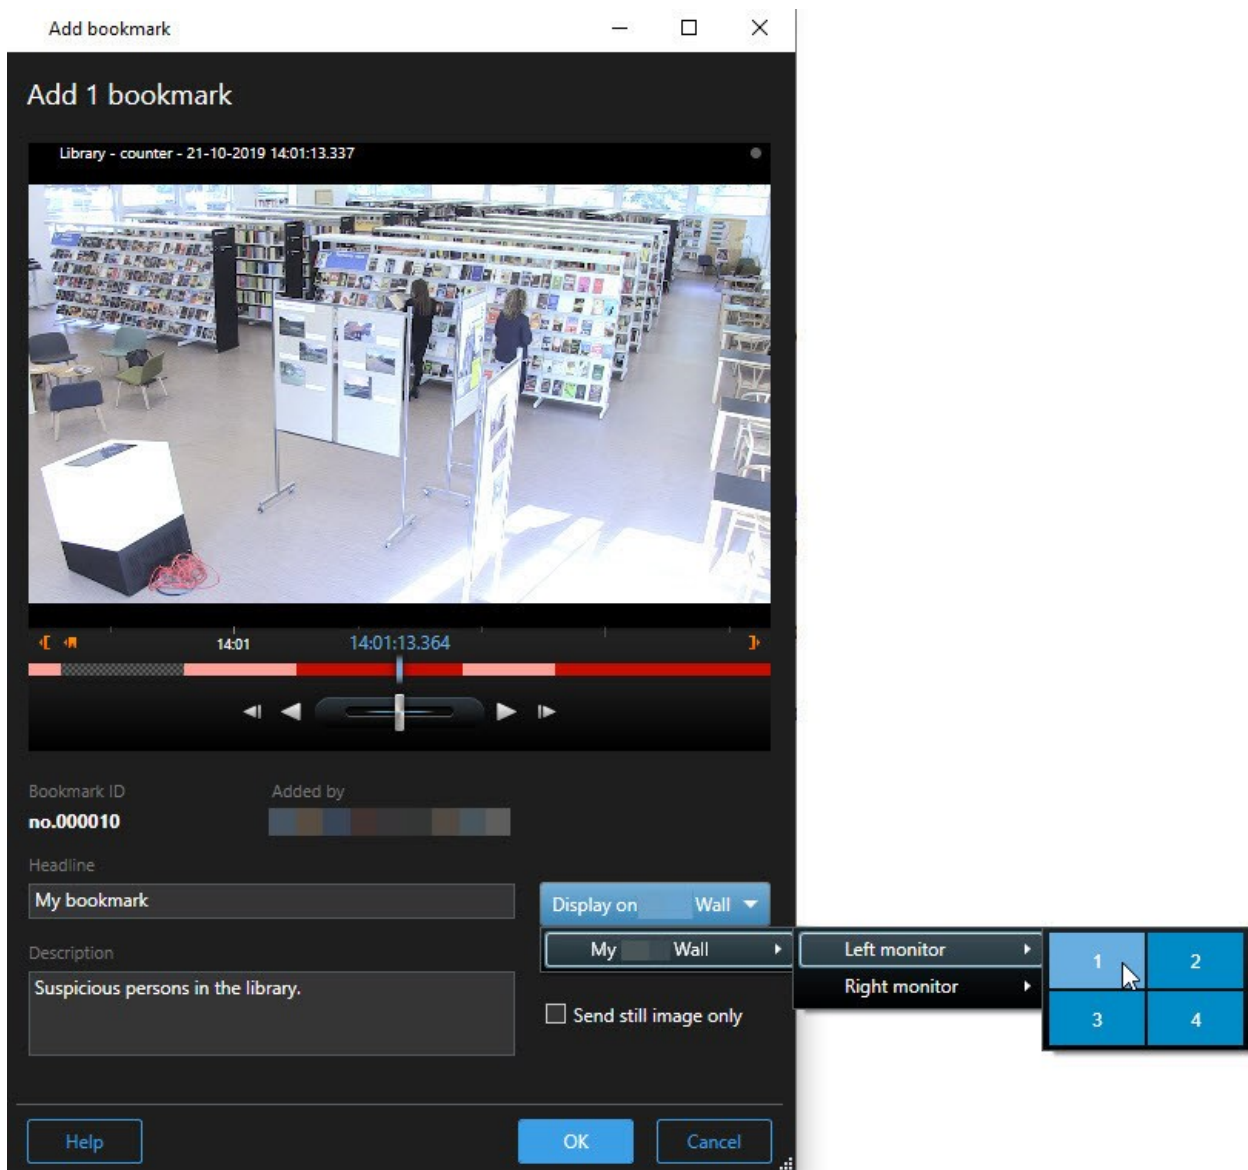 Add bookmark
Add 1 bookmark
Library - counter - 21-10-2019 14:01:13.337
14:01
14:01:13.364
Bookmark ID
Added by
no.000010
Headline
My bookmark
Display on Wall
My Wall
Left monitor
Right monitor
1
2
3
4
Description
Suspicious persons in the library.
Send still image only
Help
OK
Cancel